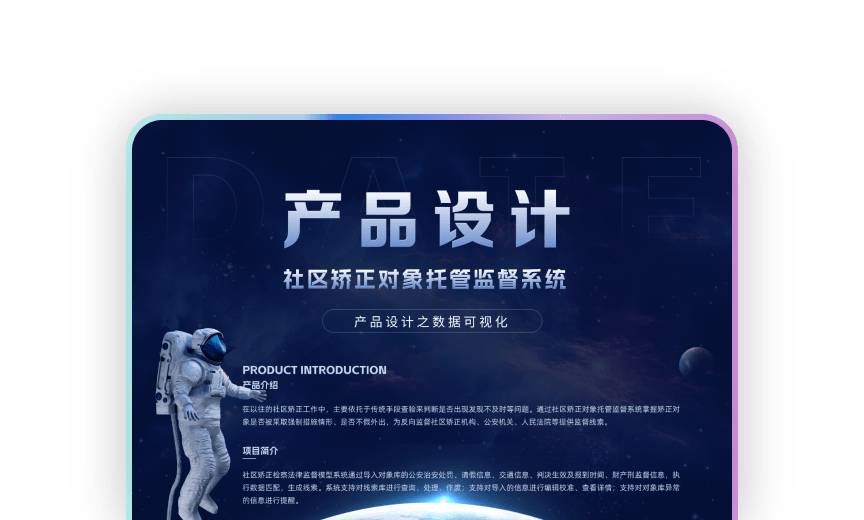 DATE
产品设计
社区矫正对象托管监督系统
产品设计之数据可视化
PRODUCT INTRODUCTION
产品介绍
在以往的社区矫正工作中，主要依托于传统手段查验来判断是否出现发现不及时等问题。通过社区矫正对象托管监督系统掌握矫正对
象是否被采取强制措施情形、是否不假外出，为反向监督社区矫正机构、公安机关、人民法院等提供监督线索。
项目简介
社区矫正检察法律监督模型系统通过导入对象库的公安治安处罚、请假信息、交通信息、判决生效及报到时间、财产刑监督信息，执
行数据匹配，生成线索。系统支持对线索库进行查询、处理、作废；支持对导入的信息进行编辑校准、查看详情；支持对对象库异常
的信息进行提醒。